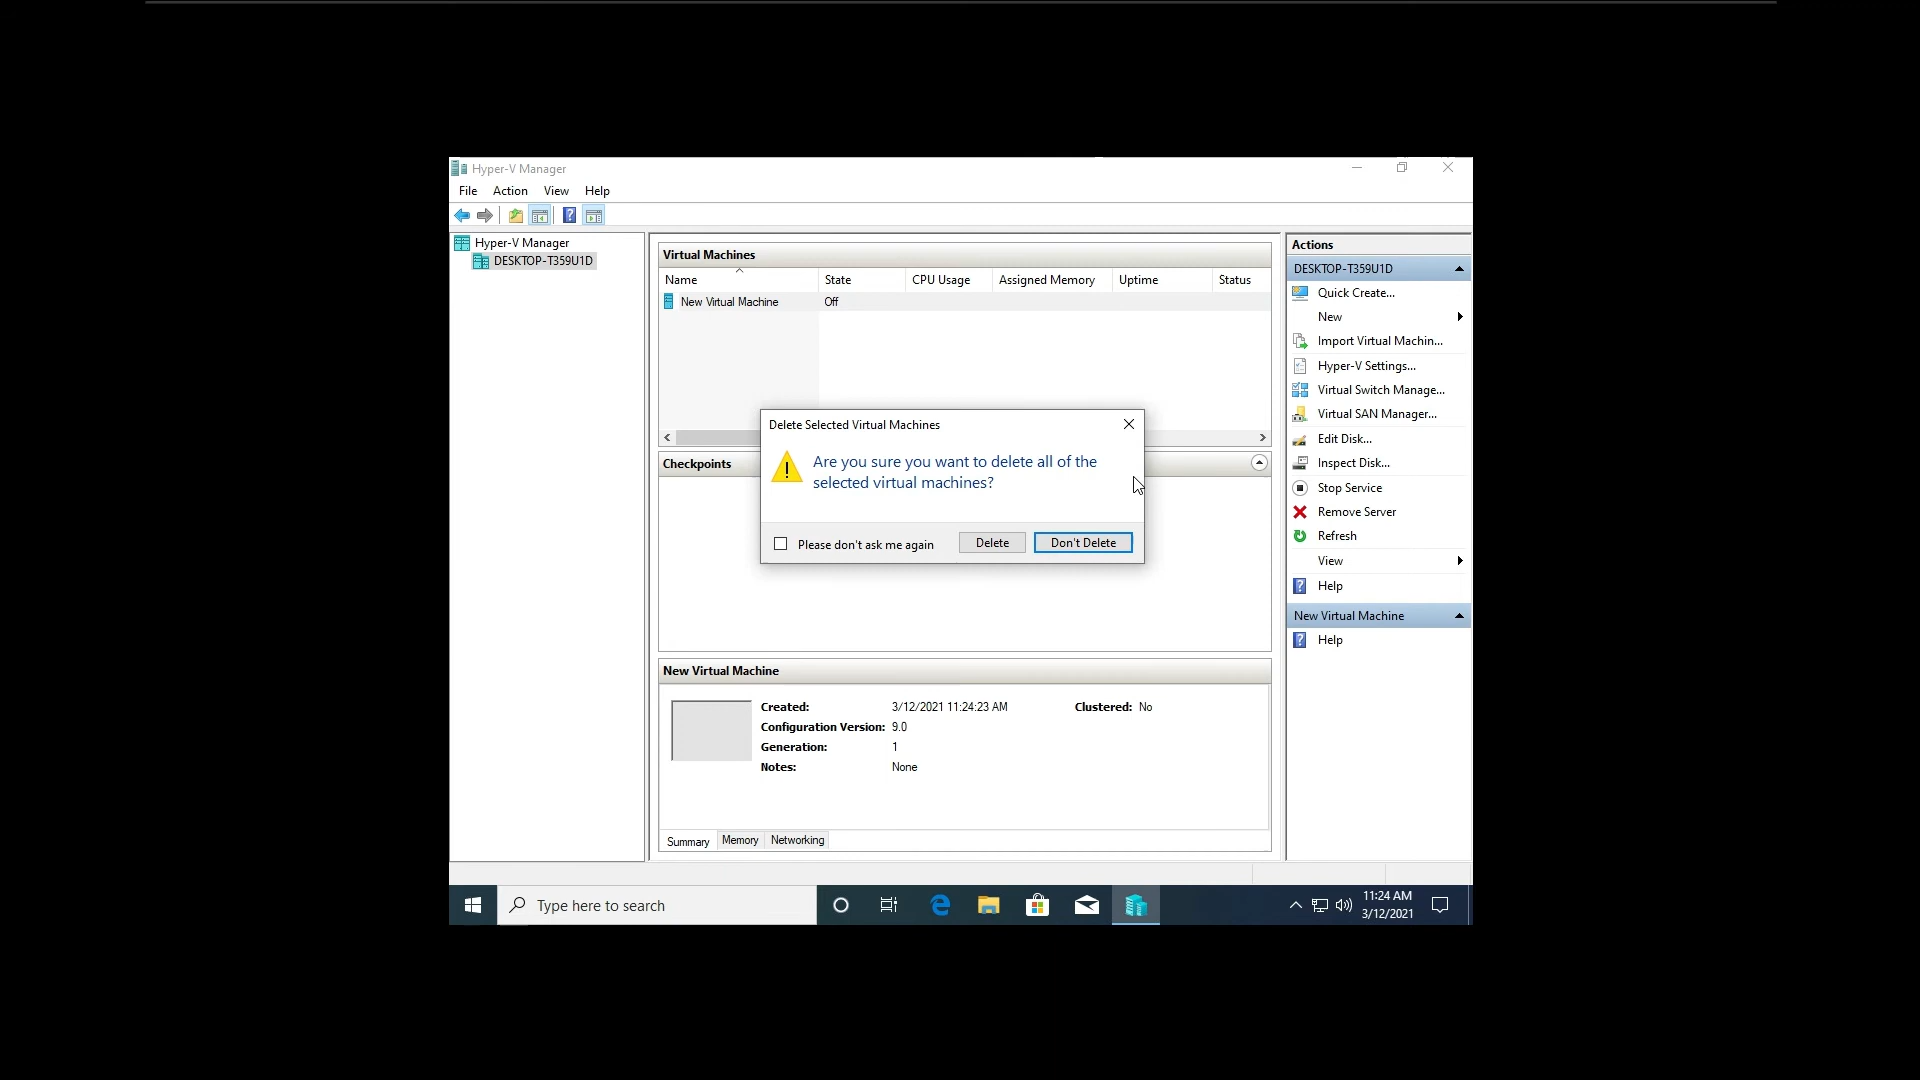 Hyper-V Manager
File Action View Help
Hyper-V Manager
DESKTOP-T359U1D
Virtual Machines
Name State CPU Usage Assigned Memory Uptime Status
New Virtual Machine Off
Delete Selected Virtual Machines
Are you sure you want to delete all of the
selected virtual machines?
Please don't ask me again Delete Don't Delete
Checkpoints
New Virtual Machine
Created: 3/12/2021 11:24:23 AM Clustered: No
Configuration Version: 9.0
Generation: 1
Notes: None
Summary Memory Networking
Actions
DESKTOP-T359U1D
Quick Create...
New
Import Virtual Machin...
Hyper-V Settings...
Virtual Switch Manage...
Virtual SAN Manager...
Edit Disk...
Inspect Disk...
Stop Service
Remove Server
Refresh
View
Help
New Virtual Machine
Help
Type here to search
11:24 AM
3/12/2021